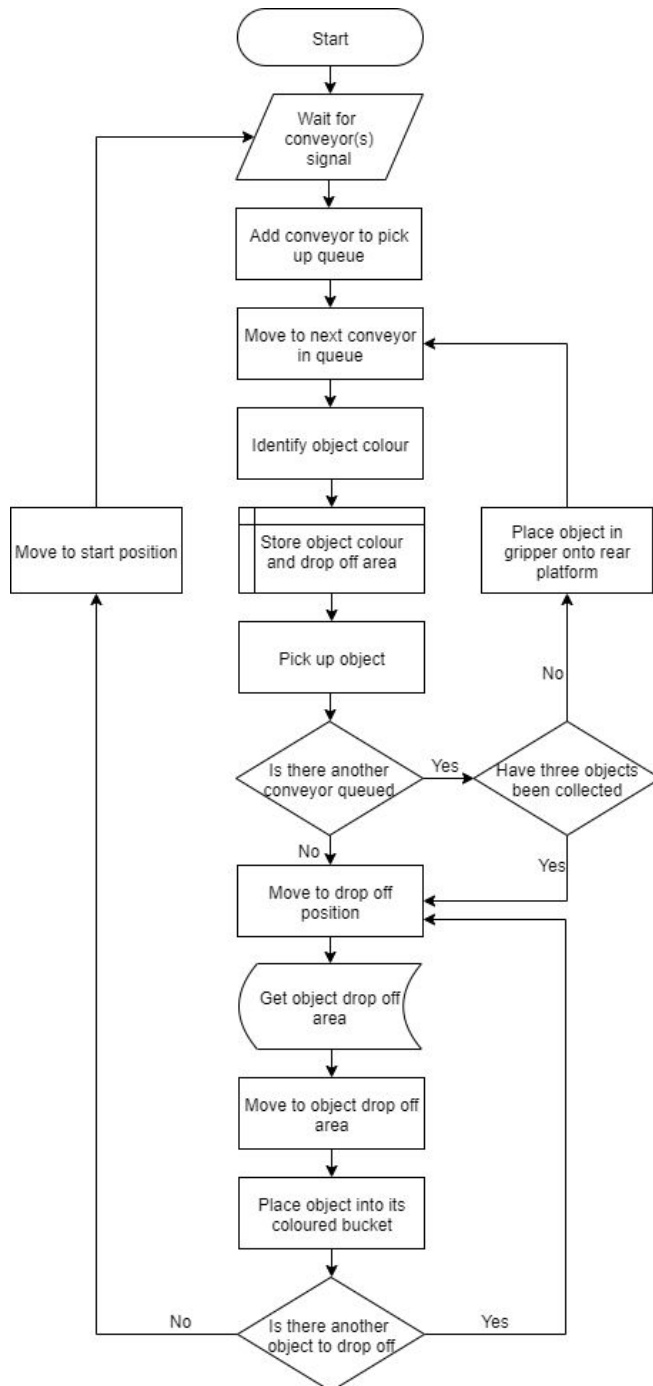 Start
Wait for
conveyor(s)
signal
Add conveyor to pick
up queue
Move to next conveyor
in queue
Identify object colour
Move to start position
Store object colour
and drop off area
Place object in
gripper onto rear
platform
Pick up object
No
Is there another
conveyor queued
Yes
Have three objects
been collected
No
Yes
Move to drop off
position
Get object drop off
area
Move to object drop off
area
Place object into its
coloured bucket
No
Is there another
object to drop off
Yes